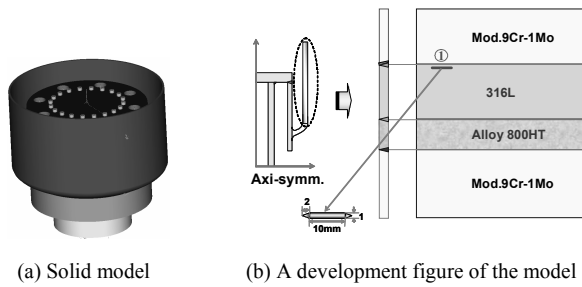 (b)
Mod.9Cr-1Mo
①
316L
Alloy 800HT
Axi-symm.
Mod.9Cr-1Mo
2
1
10mm
(a) Solid model
(b) A development figure of the model